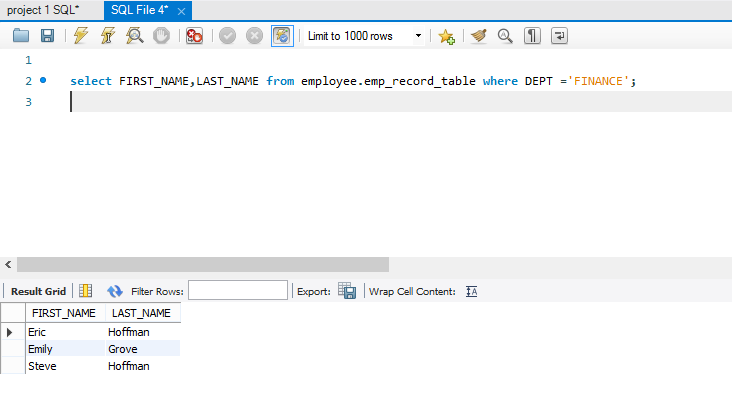 project 1 SQL*
SQL File 4*
Limit to 1000 rows
1
2 select FIRST_NAME,LAST_NAME from employee.emp_record_table where DEPT ='FINANCE';
3
Result Grid Filter Rows: Export: Wrap Cell Content:
FIRST_NAME LAST_NAME
Eric Hoffman
Emily Grove
Steve Hoffman